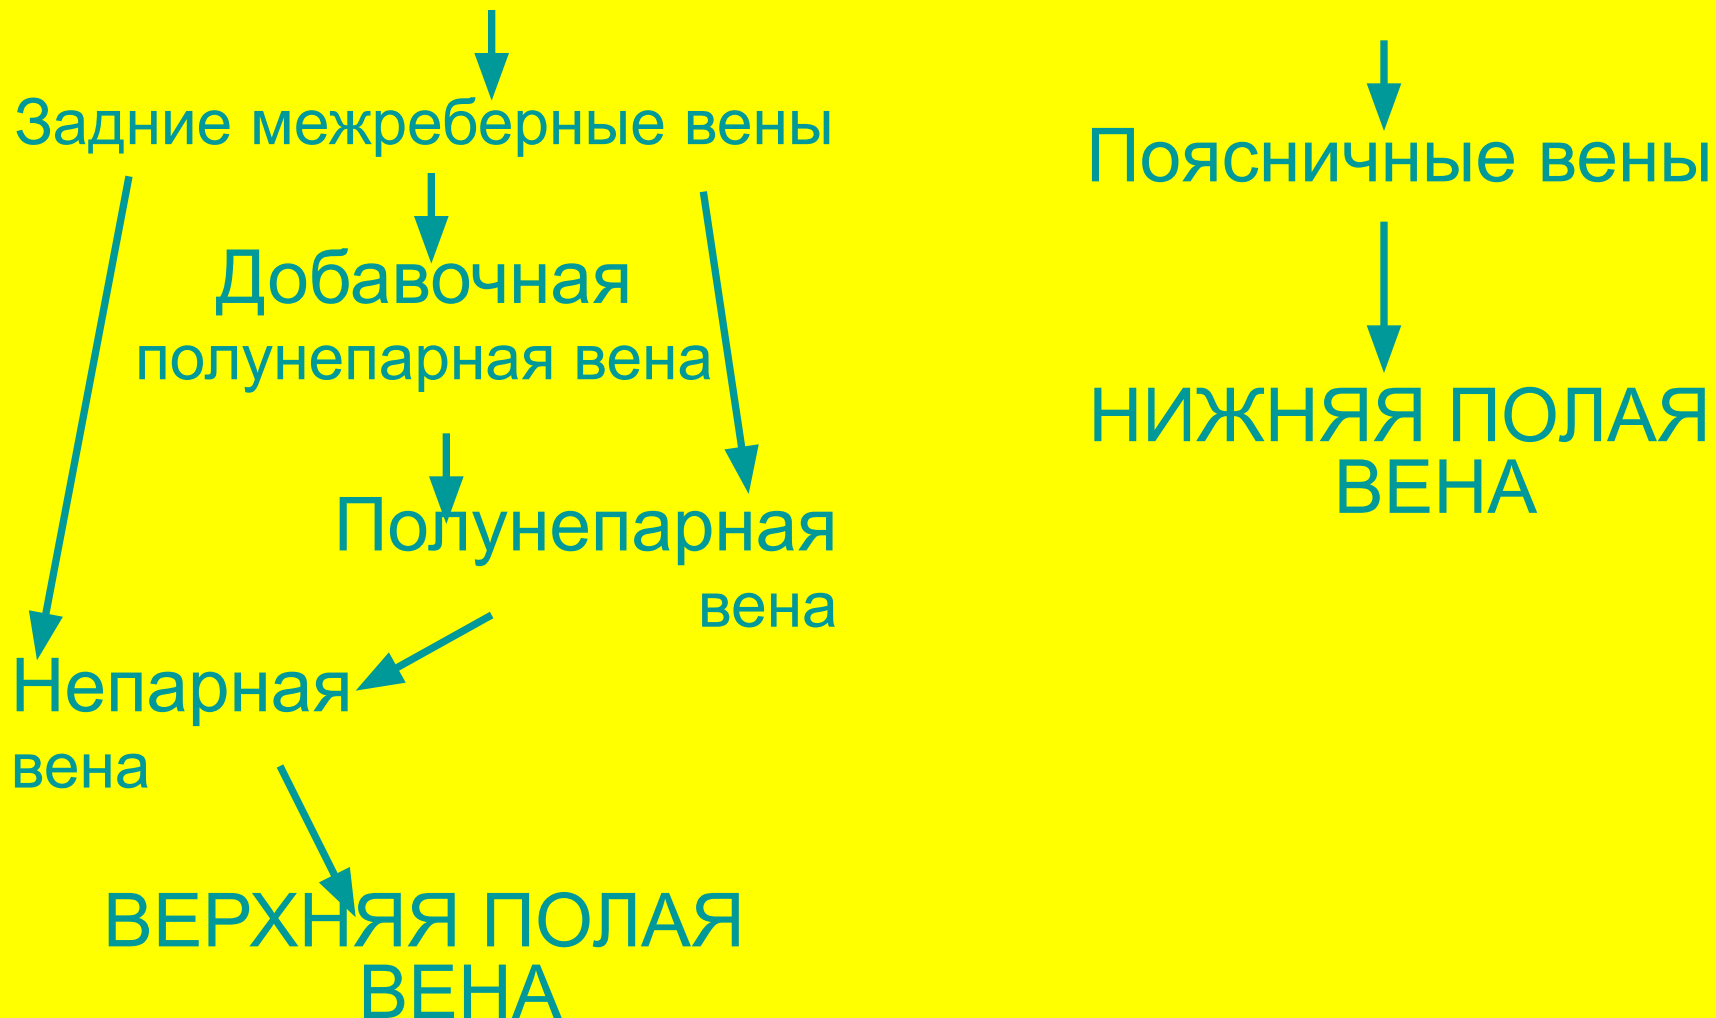 Задние межреберные вены
Добавочная
полунепарная вена
Полунепарная
вена
Непарная
вена
ВЕРХНЯЯ ПОЛАЯ
ВЕНА
Поясничные вены
НИЖНЯЯ ПОЛАЯ
ВЕНА